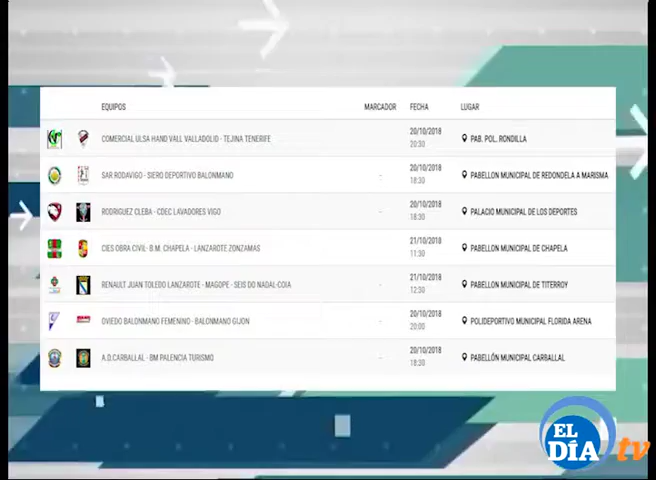 EQUIPOS MARCADOR FECHA LUGAR
COMERCIAL ULSA HAND VALL VALLADOLID - TEJINA TENERIFE 20/10/2018 20:30 PAB. POL. RONDILLA
SAR RODAVIGO - SIERO DEPORTIVO BALONMANO - 20/10/2018 18:30 PABELLON MUNICIPAL DE REDONDELA A MARISMA
RODRIGUEZ CLEBA - CDEC LAVADORES VIGO - 20/10/2018 18:30 PALACIO MUNICIPAL DE LOS DEPORTES
CIES OBRA CIVIL- B.M. CHAPELA - LANZAROTE ZONZAMAS 21/10/2018 11:30 PABELLON MUNICIPAL DE CHAPELA
RENAULT JUAN TOLEDO LANZAROTE - MAGOPE - SEIS DO NADAL-COIA - 21/10/2018 12:30 PABELLON MUNICIPAL DE TITERROY
OVIEDO BALONMANO FEMENINO - BALONMANO GIJON - 20/10/2018 20:00 POLIDEPORTIVO MUNICIPAL FLORIDA ARENA
A.D.CARBALLAL - BM PALENCIA TURISMO - 20/10/2018 18:30 PABELLÓN MUNICIPAL CARBALLAL
EL
DÍA tv